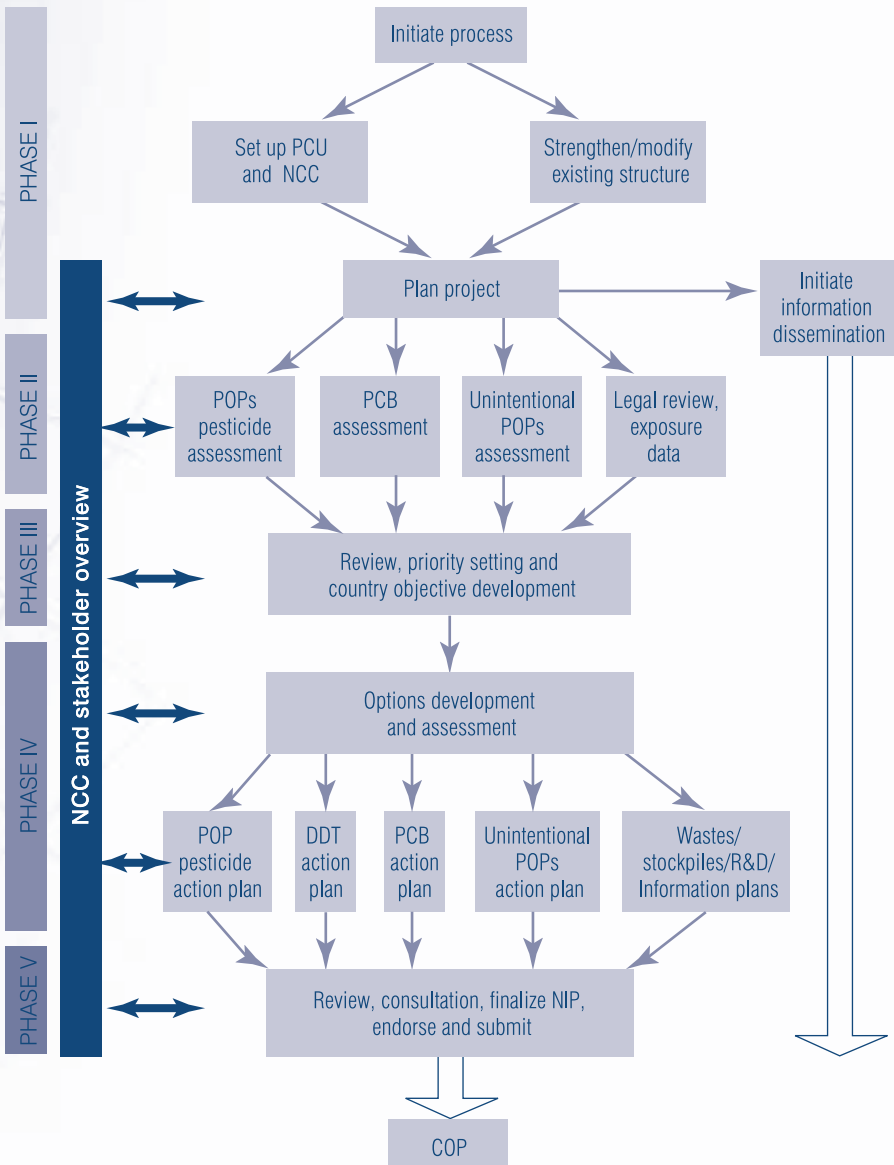 PHASE I
PHASE II
PHASE III
PHASE IV
PHASE V
NCC and stakeholder overview
Initiate process
Set up PCU
and NCC
Strengthen/modify
existing structure
Plan project
Initiate
information
dissemination
POPs
pesticide
assessment
PCB
assessment
Unintentional
POPs
assessment
Legal review,
exposure
data
Review, priority setting and
country objective development
Options development
and assessment
POP
pesticide
action plan
DDT
action
plan
PCB
action
plan
Unintentional
POPs
action plan
Wastes/
stockpiles/R&D/
Information plans
Review, consultation, finalize NIP,
endorse and submit
COP